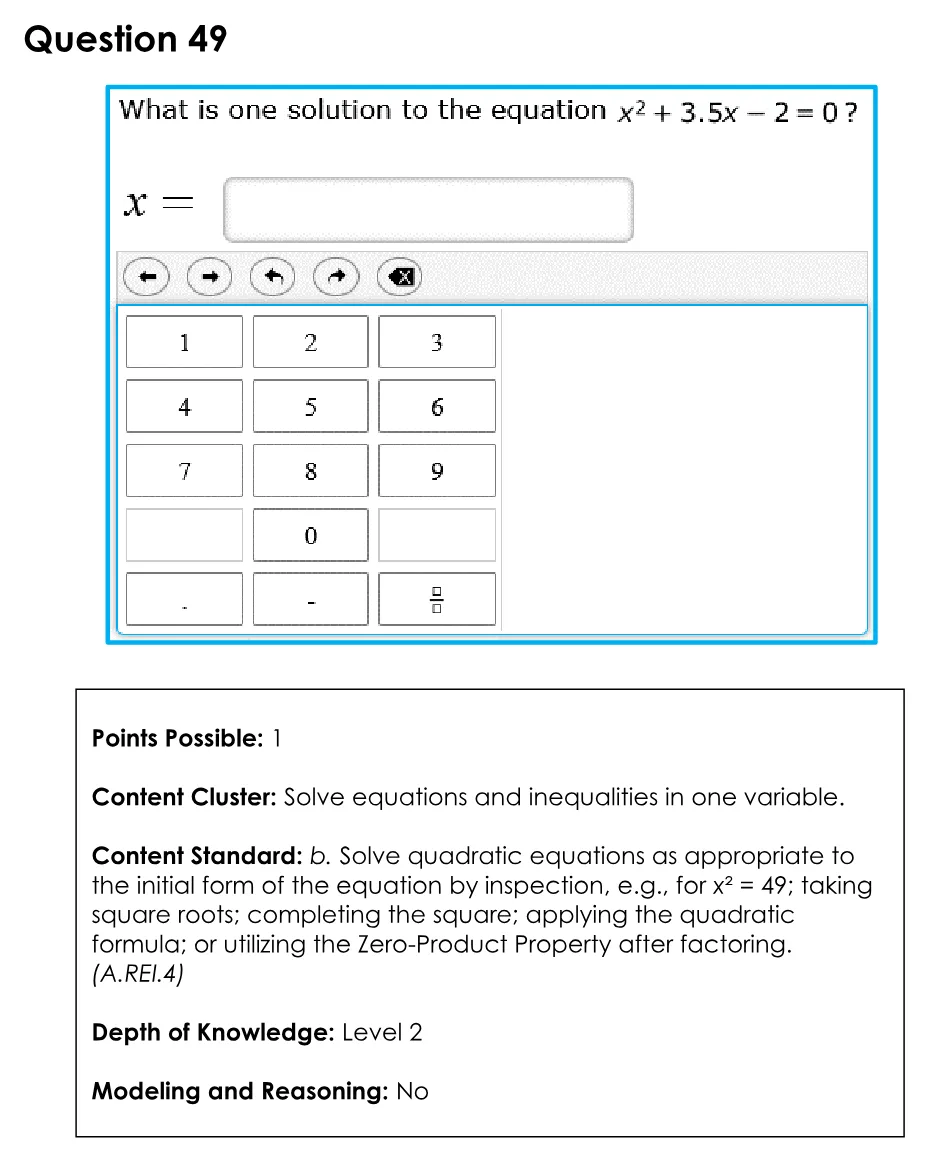 Question 49
What is one solution to the equation x² + 3.5x − 2 = 0 ?
x =
1 2 3
4 5 6
7 8 9
0
. -
Points Possible: 1
Content Cluster: Solve equations and inequalities in one variable.
Content Standard: b. Solve quadratic equations as appropriate to
the initial form of the equation by inspection, e.g., for x² = 49; taking
square roots; completing the square; applying the quadratic
formula; or utilizing the Zero-Product Property after factoring.
(A.REI.4)
Depth of Knowledge: Level 2
Modeling and Reasoning: No